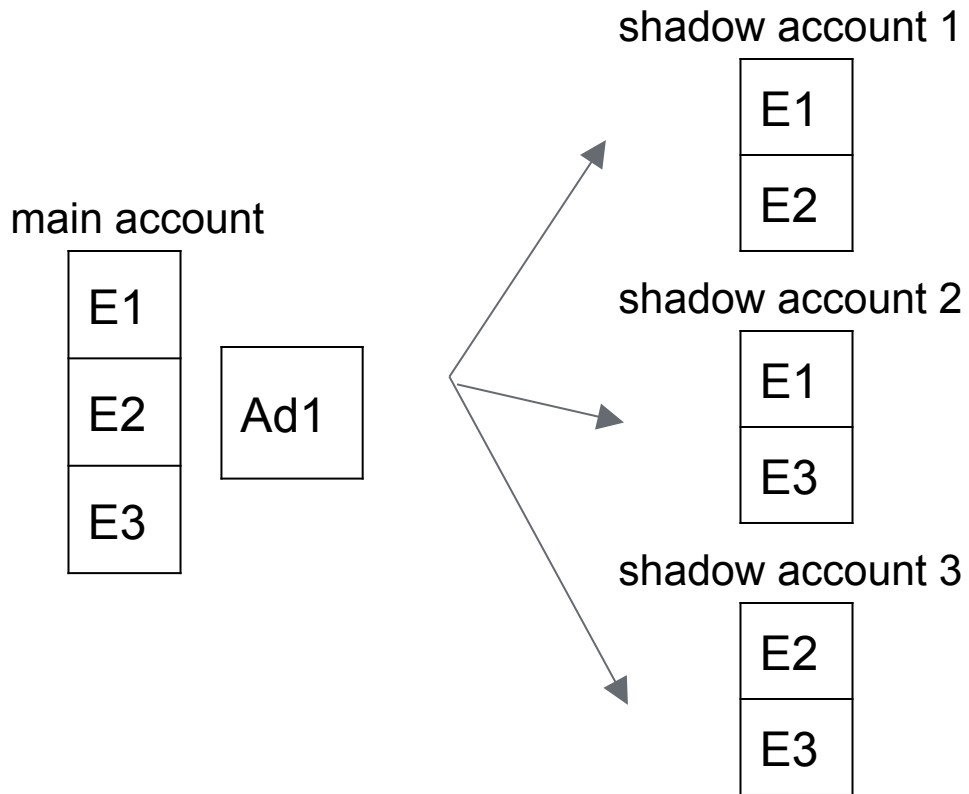 main account
E1
E2
E3
Ad1
shadow account 1
E1
E2
shadow account 2
E1
E3
shadow account 3
E2
E3